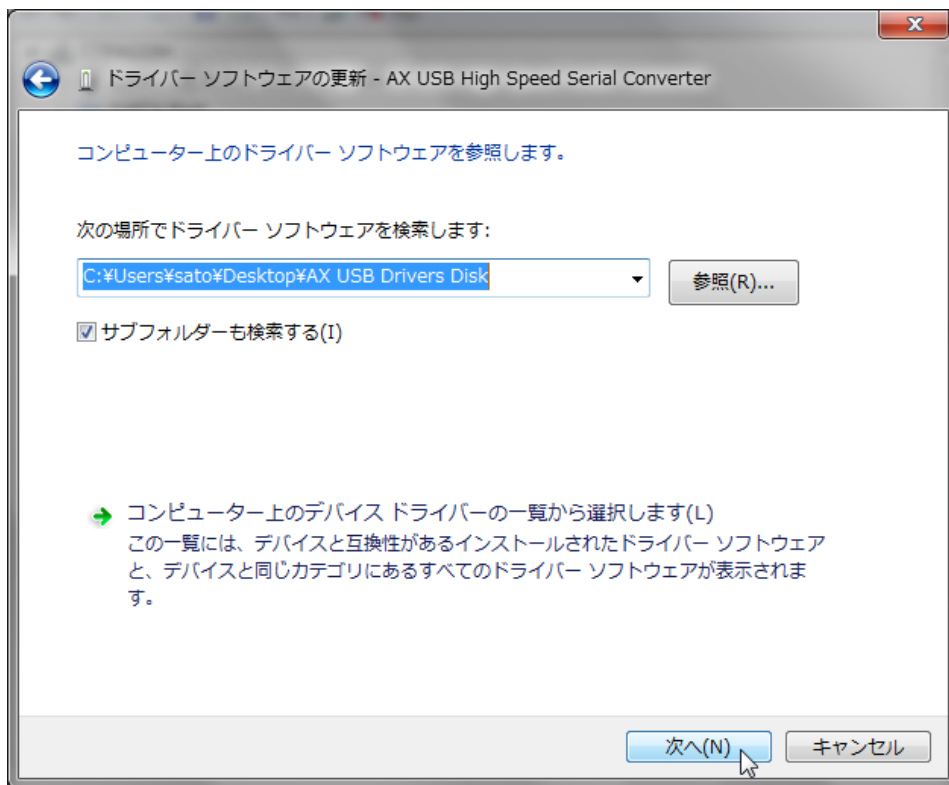 ドライバー ソフトウェアの更新 - AX USB High Speed Serial Converter
コンピューター上のドライバー ソフトウェアを参照します。
次の場所でドライバー ソフトウェアを検索します:
C:¥Users¥sato¥Desktop¥AX USB Drivers Disk
参照(R)...
サブフォルダーも検索する(I)
コンピューター上のデバイス ドライバーの一覧から選択します(L)
この一覧には、デバイスと互換性があるインストールされたドライバー ソフトウェア
と、デバイスと同じカテゴリにあるすべてのドライバー ソフトウェアが表示されま
す。
次へ(N)
キャンセル